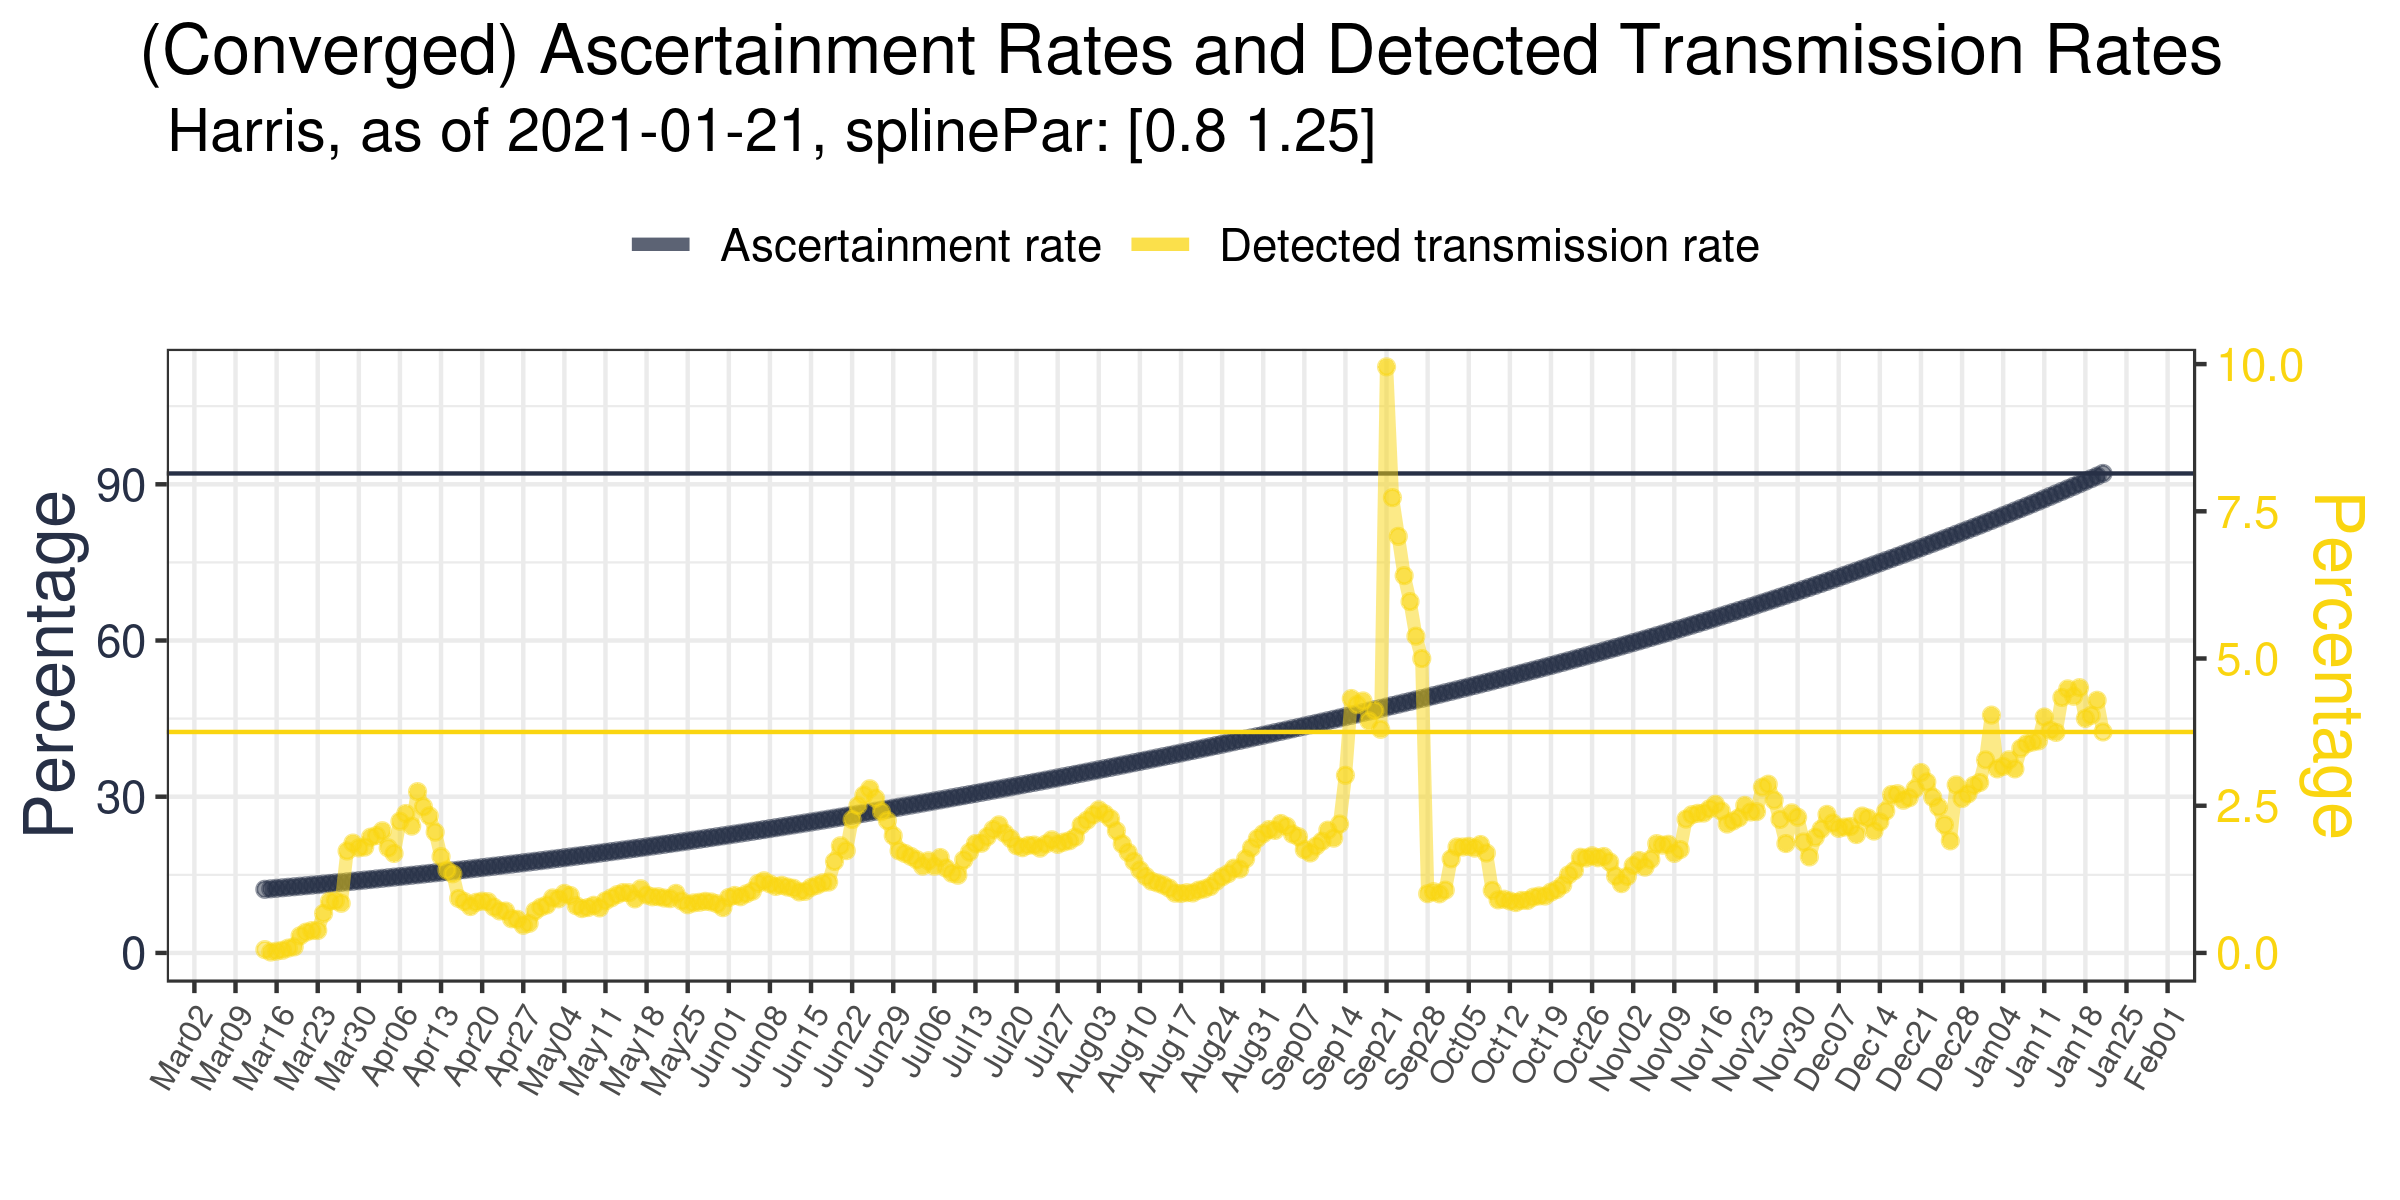 (Converged) Ascertainment Rates and Detected Transmission Rates
Harris, as of 2021-01-21, splinePar: [0.8 1.25]
Ascertainment rate
Detected transmission rate
Percentage
90
60
30
0
10.0
7.5
5.0
2.5
0.0
Percentage
Mar02
Mar09
Mar16
Mar23
Mar30
Apr06
Apr13
Apr20
Apr27
May04
May11
May18
May25
Jun01
Jun08
Jun15
Jun22
Jun29
Jul06
Jul13
Jul20
Jul27
Aug03
Aug10
Aug17
Aug24
Aug31
Sep07
Sep14
Sep21
Sep28
Oct05
Oct12
Oct19
Oct26
Nov02
Nov09
Nov16
Nov23
Nov30
Dec07
Dec14
Dec21
Dec28
Jan04
Jan11
Jan18
Jan25
Feb01